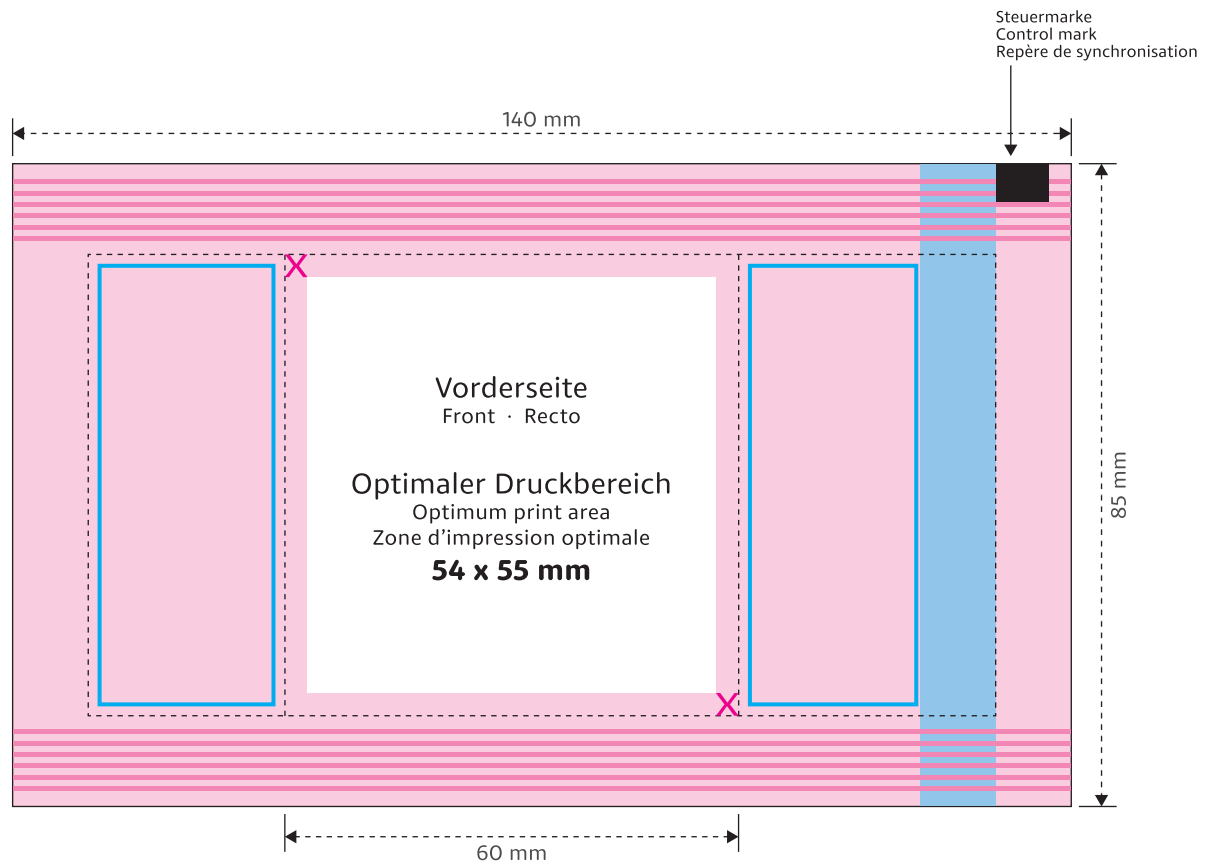 Steuermarke
Control mark
Repère de synchronisation
140 mm
X
Vorderseite
Front · Recto
Optimaler Druckbereich
Optimum print area
Zone d’impression optimale
54 x 55 mm
85 mm
X
60 mm